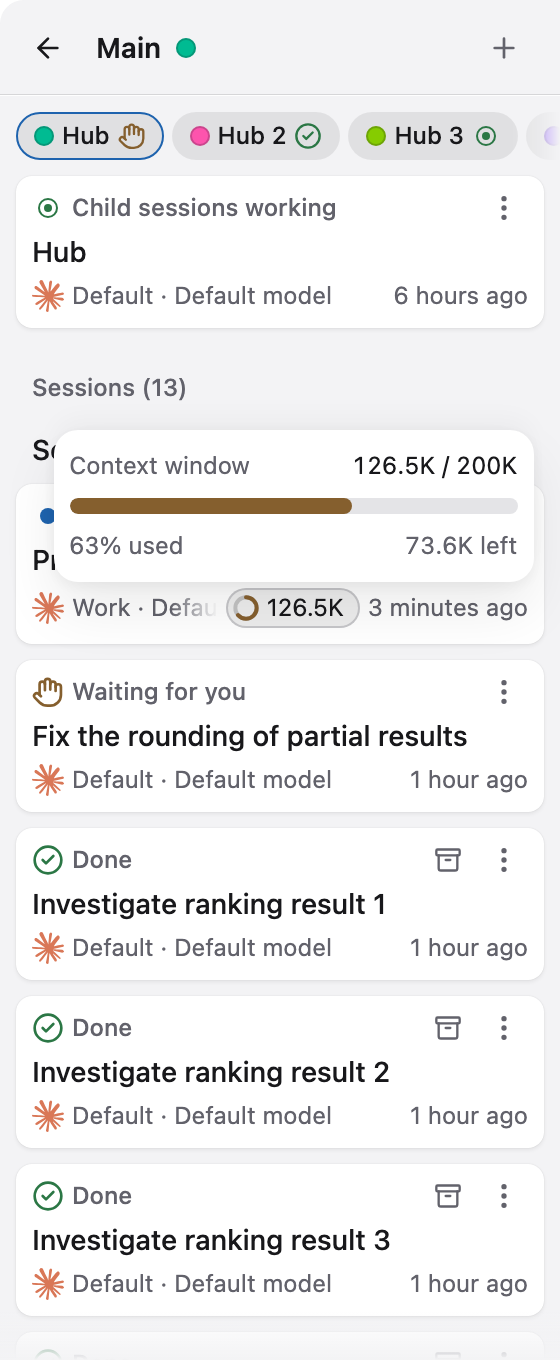 Main
Hub
Hub 2
Hub 3
Child sessions working
Hub
Default · Default model
6 hours ago
Sessions (13)
Context window
126.5K / 200K
63% used
73.6K left
Work ·
126.5K
3 minutes ago
Waiting for you
Fix the rounding of partial results
Default · Default model
1 hour ago
Done
Investigate ranking result 1
Default · Default model
1 hour ago
Done
Investigate ranking result 2
Default · Default model
1 hour ago
Done
Investigate ranking result 3
Default · Default model
1 hour ago